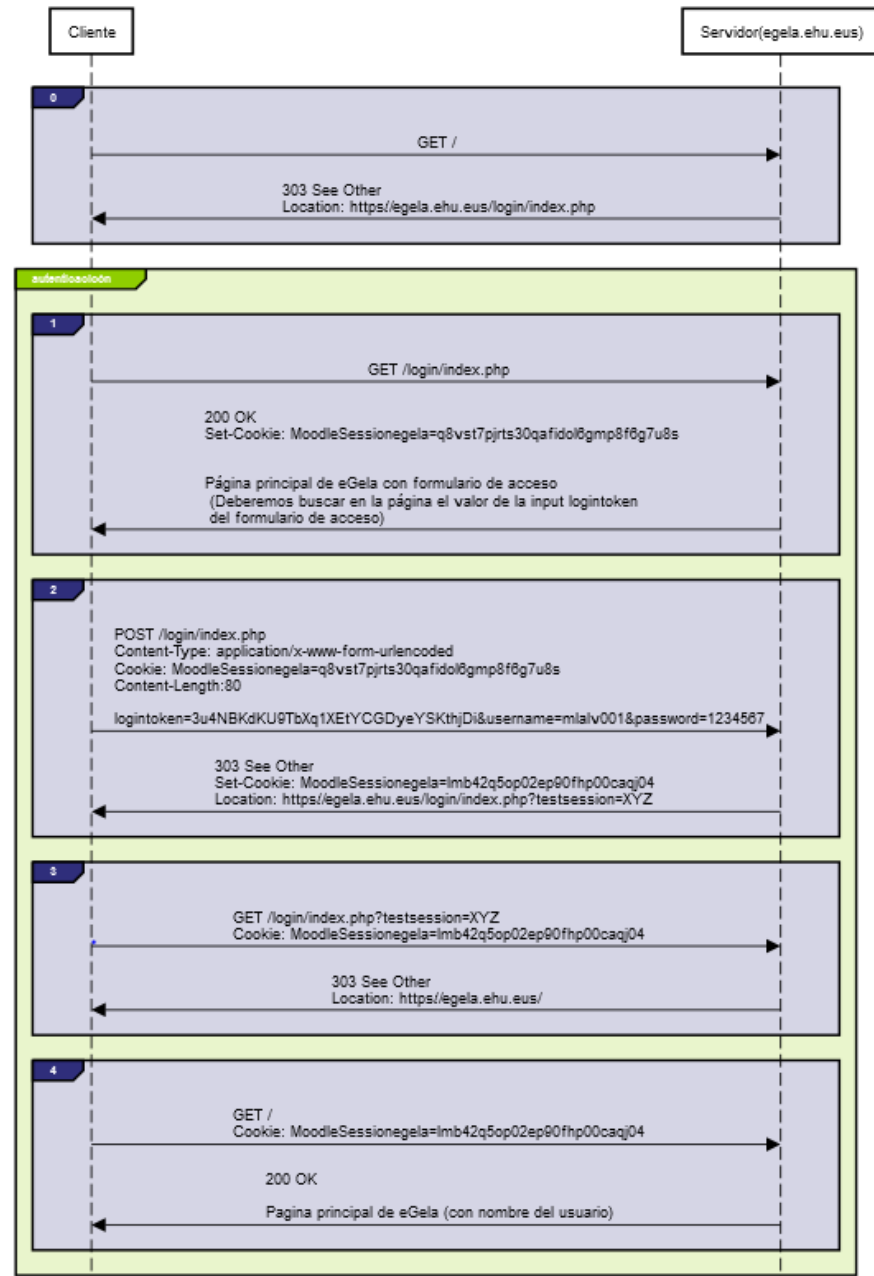 Cliente
Servidor(egela.ehu.eus)
0
GET /
303 See Other
Location: https://egela.ehu.eus/login/index.php
autenticación
1
GET /login/index.php
200 OK
Set-Cookie: MoodleSessionegela=q8vst7pjrts30qafidol6gmp8f6g7u8s
Página principal de eGela con formulario de acceso
(Deberemos buscar en la página el valor de la input logintoken
del formulario de acceso)
2
POST /login/index.php
Content-Type: application/x-www-form-urlencoded
Cookie: MoodleSessionegela=q8vst7pjrts30qafidol6gmp8f6g7u8s
Content-Length:80
logintoken=3u4NBKdKU9TbXq1XEtYCGDyeYSKthjDi&username=mlalv001&password=1234567
303 See Other
Set-Cookie: MoodleSessionegela=lmb42q5op02ep90fhp00caqj04
Location: https://egela.ehu.eus/login/index.php?testsession=XYZ
3
GET /login/index.php?testsession=XYZ
Cookie: MoodleSessionegela=lmb42q5op02ep90fhp00caqj04
303 See Other
Location: https://egela.ehu.eus/
4
GET /
Cookie: MoodleSessionegela=lmb42q5op02ep90fhp00caqj04
200 OK
Pagina principal de eGela (con nombre del usuario)